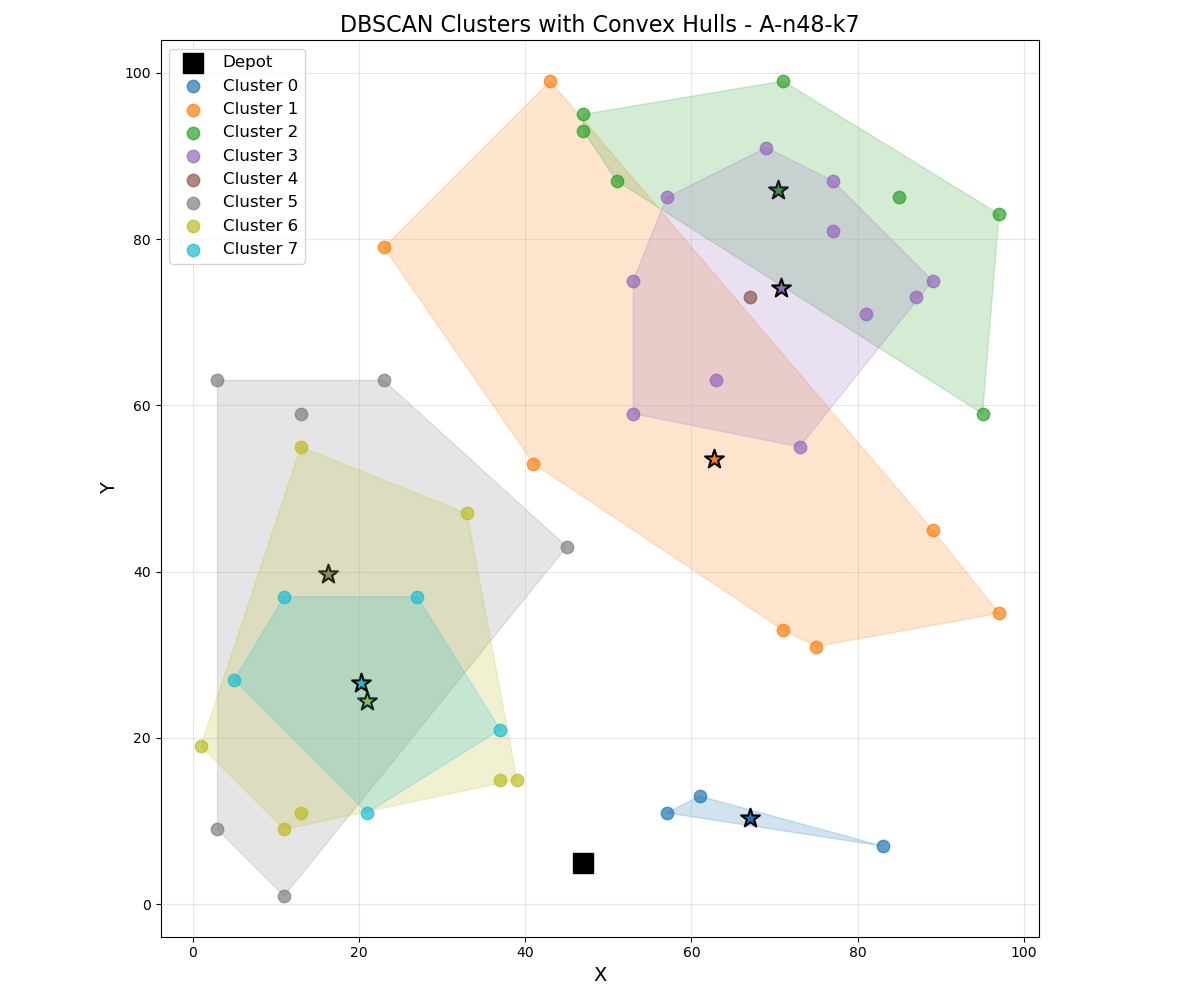 DBSCAN Clusters with Convex Hulls - A-n48-k7
Depot
Cluster 0
Cluster 1
Cluster 2
Cluster 3
Cluster 4
Cluster 5
Cluster 6
Cluster 7
100
80
60
40
20
0
Y
0 20 40 60 80 100
X